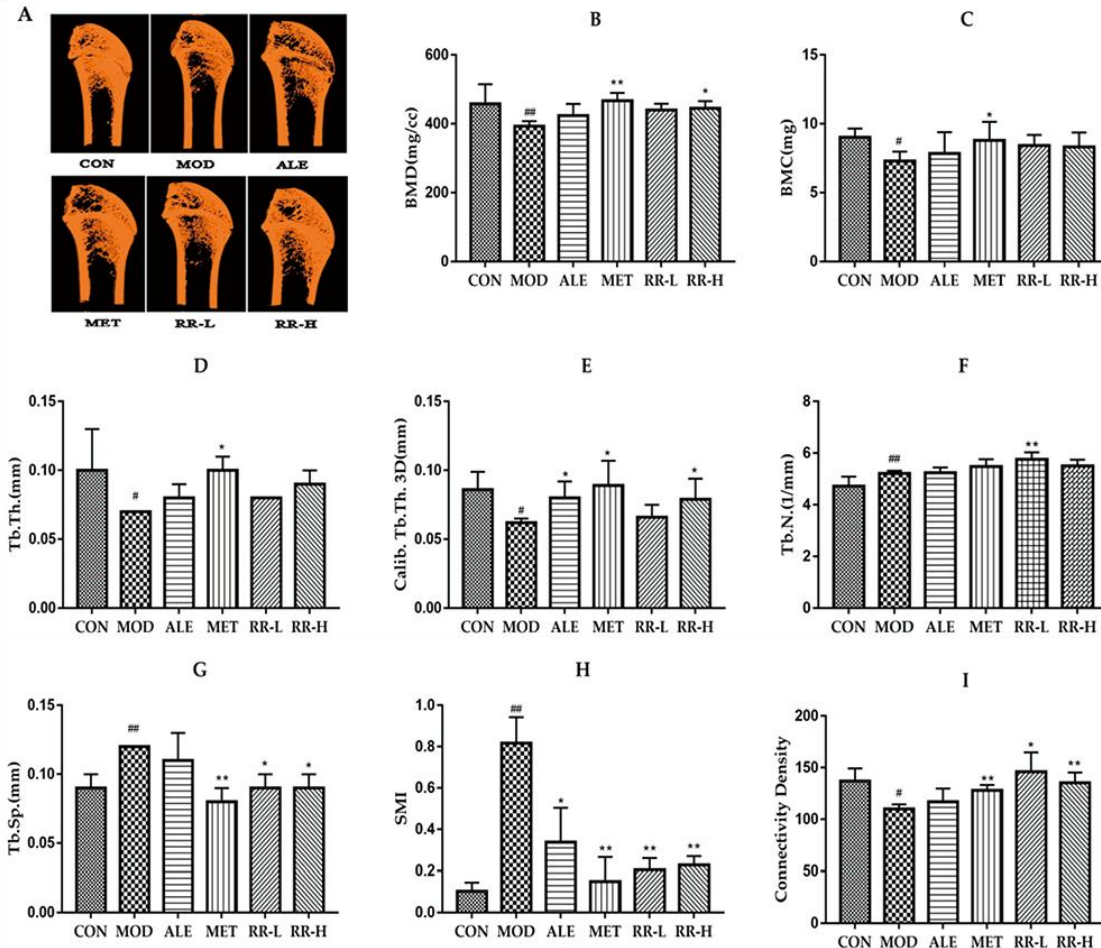 A
CON MOD ALE
MET RR-L RR-H
B
BMD(mg/cc)
600
400
200
0
##
**
*
CON MOD ALE MET RR-L RR-H
C
BMC(mg)
15
10
5
0
#
*
CON MOD ALE MET RR-L RR-H
D
Tb.Th.(mm)
0.15
0.10
0.05
0.00
#
*
CON MOD ALE MET RR-L RR-H
E
Calib. Tb.Th. 3D(mm)
0.15
0.10
0.05
0.00
#
*
*
*
CON MOD ALE MET RR-L RR-H
F
Tb.N.(1/mm)
8
6
4
2
0
##
**
CON MOD ALE MET RR-L RR-H
G
Tb.Sp.(mm)
0.15
0.10
0.05
0.00
##
**
*
*
CON MOD ALE MET RR-L RR-H
H
SMI
1.0
0.8
0.6
0.4
0.2
0.0
##
*
**
**
**
CON MOD ALE MET RR-L RR-H
I
Connectivity Density
200
150
100
50
0
#
**
*
**
CON MOD ALE MET RR-L RR-H